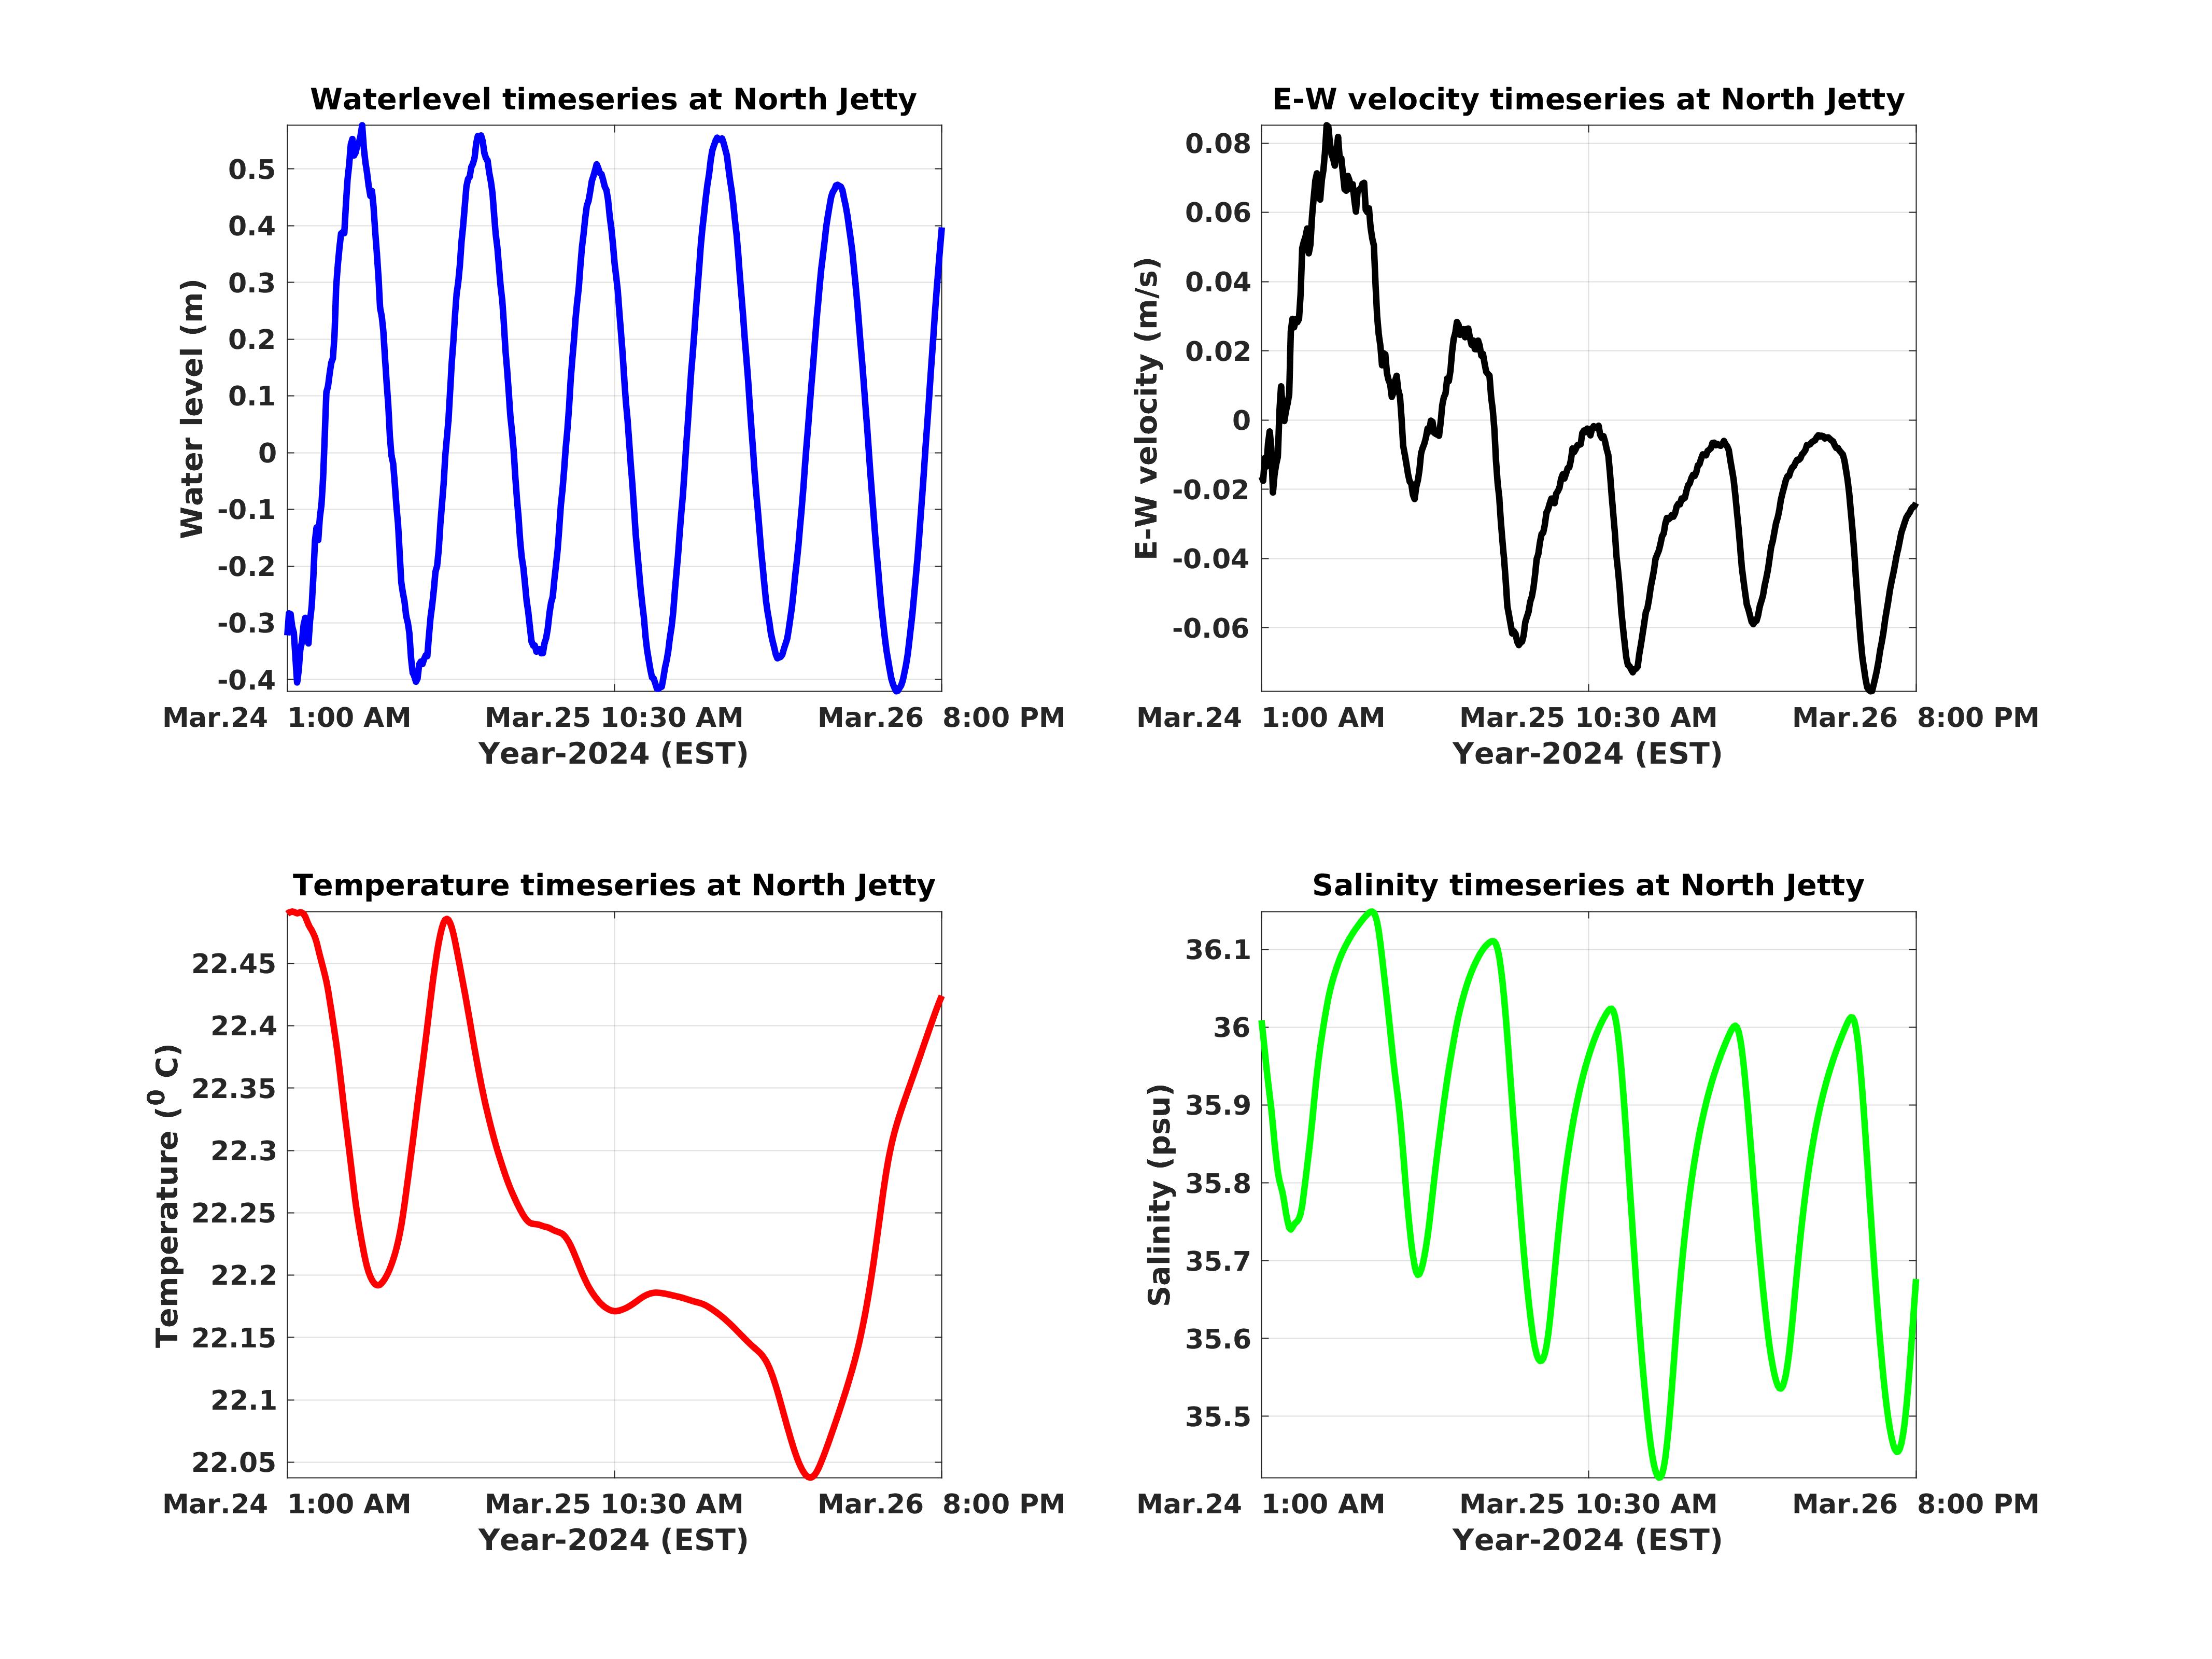 Waterlevel timeseries at North Jetty
0.5
0.4
0.3
0.2
0.1
0
-0.1
-0.2
-0.3
-0.4
Water level (m)
Mar.24 1:00 AM Mar.25 10:30 AM Mar.26 8:00 PM
Year-2024 (EST)
E-W velocity timeseries at North Jetty
0.08
0.06
0.04
0.02
0
-0.02
-0.04
-0.06
E-W velocity (m/s)
Mar.24 1:00 AM Mar.25 10:30 AM Mar.26 8:00 PM
Year-2024 (EST)
Temperature timeseries at North Jetty
22.45
22.4
22.35
22.3
22.25
22.2
22.15
22.1
22.05
Temperature (⁰ C)
Mar.24 1:00 AM Mar.25 10:30 AM Mar.26 8:00 PM
Year-2024 (EST)
Salinity timeseries at North Jetty
36.1
36
35.9
35.8
35.7
35.6
35.5
Salinity (psu)
Mar.24 1:00 AM Mar.25 10:30 AM Mar.26 8:00 PM
Year-2024 (EST)